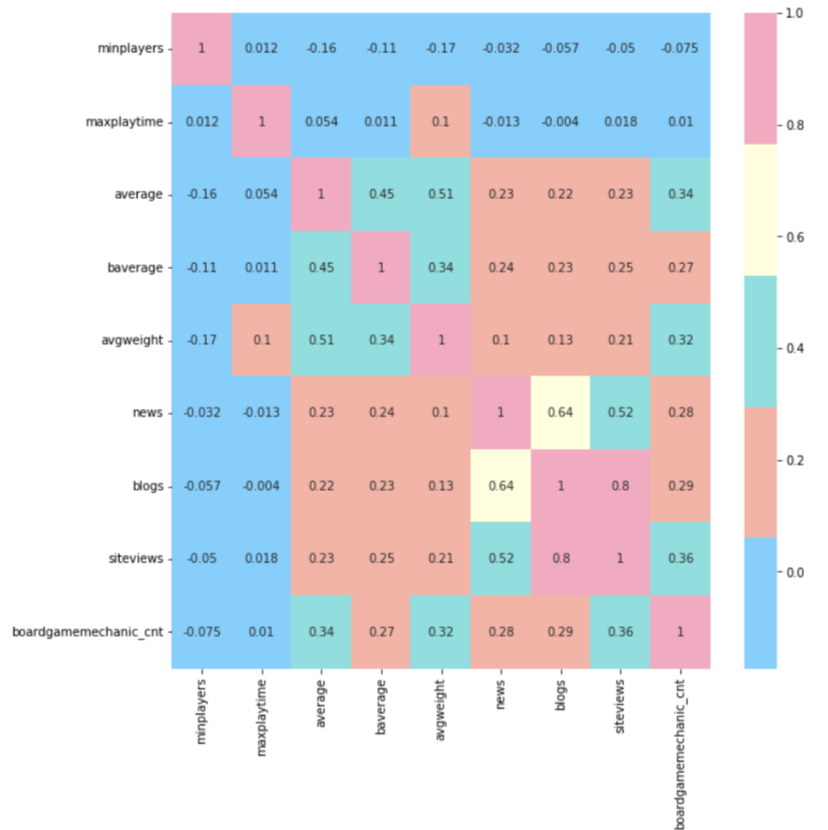 minplayers 1 0.012 -0.16 -0.11 -0.17 -0.032 -0.057 -0.05 -0.075
maxplaytime 0.012 1 0.054 0.011 0.1 -0.013 -0.004 0.018 0.01
average -0.16 0.054 1 0.45 0.51 0.23 0.22 0.23 0.34
baverage -0.11 0.011 0.45 1 0.34 0.24 0.23 0.25 0.27
avgweight -0.17 0.1 0.51 0.34 1 0.1 0.13 0.21 0.32
news -0.032 -0.013 0.23 0.24 0.1 1 0.64 0.52 0.28
blogs -0.057 -0.004 0.22 0.23 0.13 0.64 1 0.8 0.29
siteviews -0.05 0.018 0.23 0.25 0.21 0.52 0.8 1 0.36
boardgamemechanic_cnt -0.075 0.01 0.34 0.27 0.32 0.28 0.29 0.36 1
minplayers
maxplaytime
average
baverage
avgweight
news
blogs
siteviews
boardgamemechanic_cnt
1.0
0.8
0.6
0.4
0.2
0.0